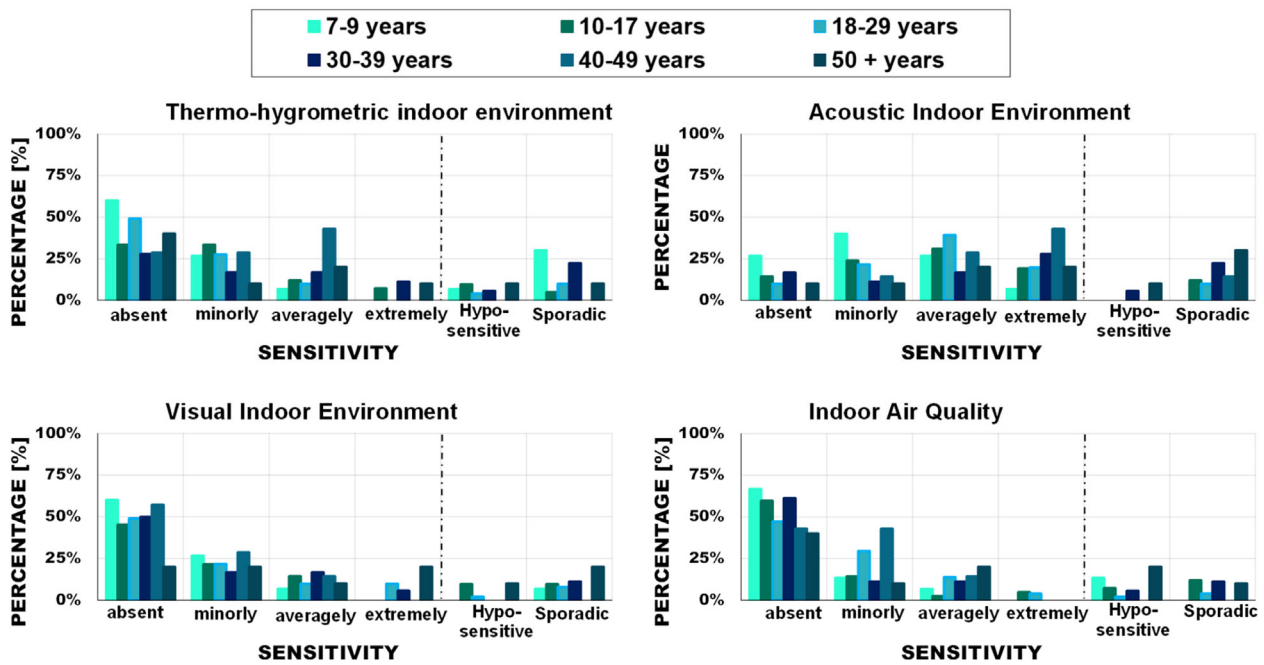 7-9 years 10-17 years 18-29 years
30-39 years 40-49 years 50 + years
Thermo-hygrometric indoor environment
PERCENTAGE [%]
100%
75%
50%
25%
0%
absent minorly averagely extremely Hypo-sensitive Sporadic
SENSITIVITY
Acoustic Indoor Environment
PERCENTAGE
100%
75%
50%
25%
0%
absent minorly averagely extremely Hypo-sensitive Sporadic
SENSITIVITY
Visual Indoor Environment
PERCENTAGE [%]
100%
75%
50%
25%
0%
absent minorly averagely extremely Hypo-sensitive Sporadic
SENSITIVITY
Indoor Air Quality
PERCENTAGE [%]
100%
75%
50%
25%
0%
absent minorly averagely extremely Hypo-sensitive Sporadic
SENSITIVITY